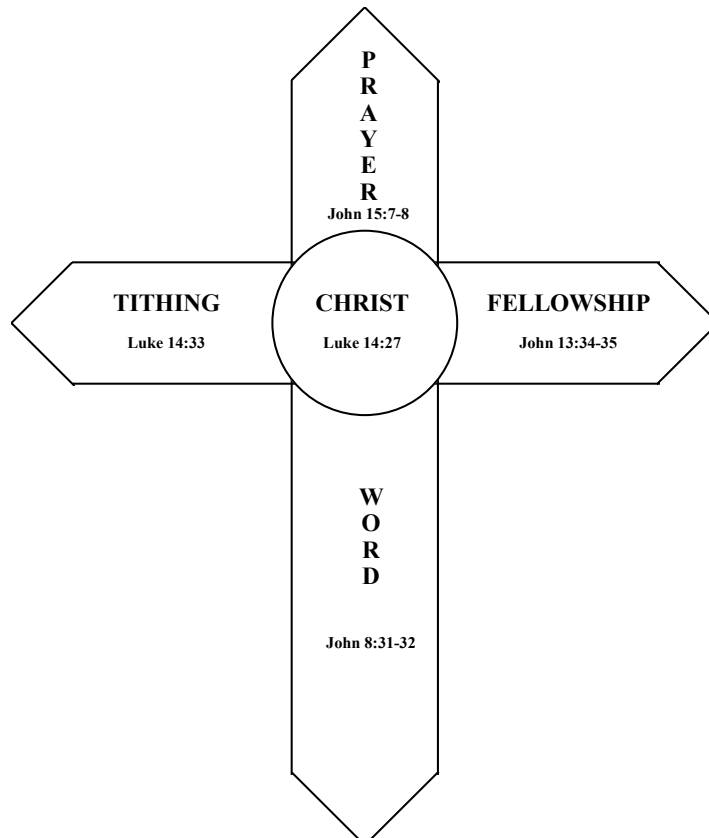 P
R
A
Y
E
R
John 15:7-8
TITHING CHRIST FELLOWSHIP
Luke 14:33 Luke 14:27 John 13:34-35
W
O
R
D
John 8:31-32